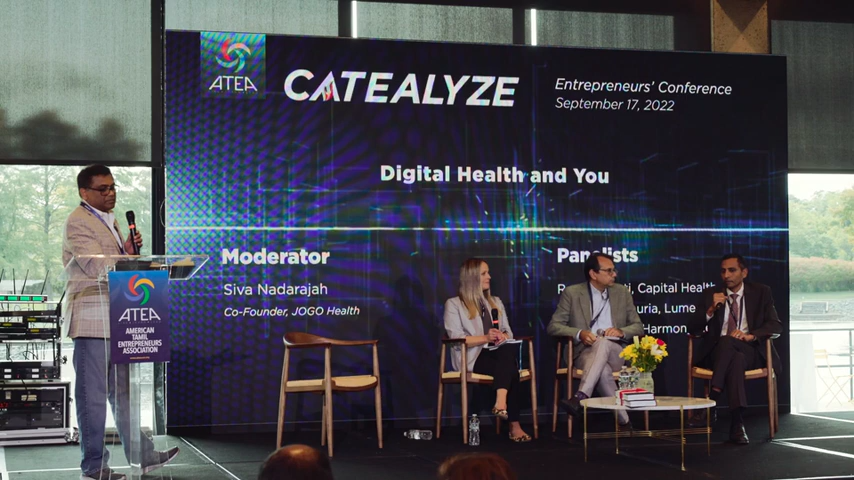 ATEA
CATEALYZE
Entrepreneurs' Conference
September 17, 2022
Digital Health and You
Moderator
Siva Nadarajah
Co-Founder, JOGO Health
Panelists
Capital Health
Lume
Harmon,
ATEA
AMERICAN
TAMIL
ENTREPRENEURS
ASSOCIATION